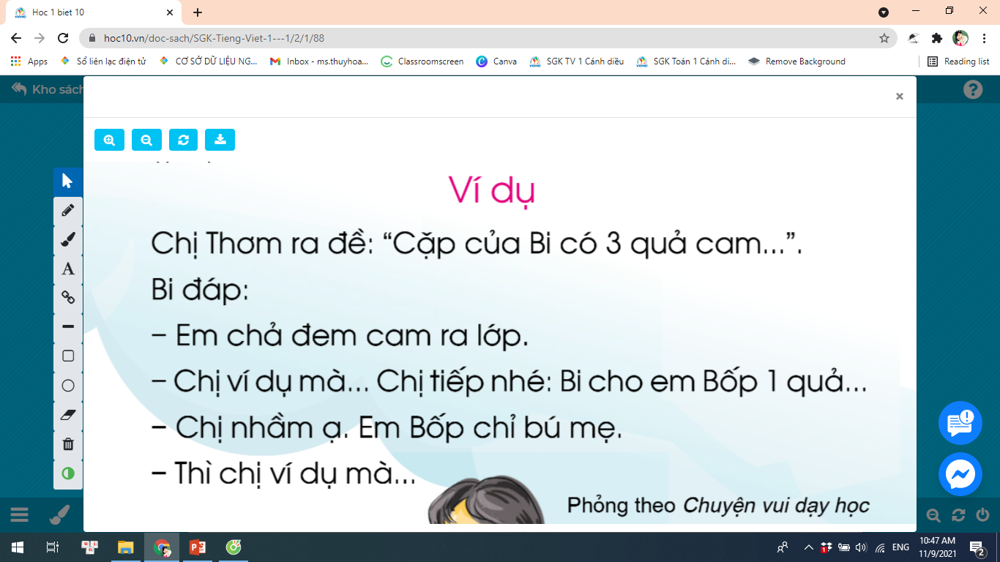 Hoc 1 biet 10
hoc10.vn/doc-sach/SGK-Tieng-Viet-1---1/2/1/88
Apps Sổ liên lạc điện tử CƠ SỞ DỮ LIỆU NG... Inbox - ms.thuyhoa... Classroomscreen Canva SGK TV 1 Cánh diều SGK Toán 1 Cánh di... Remove Background Reading list
Kho sách
Ví dụ
Chị Thơm ra đề: “Cặp của Bi có 3 quả cam...”.
Bi đáp:
– Em chả đem cam ra lớp.
– Chị ví dụ mà... Chị tiếp nhé: Bi cho em Bốp 1 quả...
– Chị nhầm ạ. Em Bốp chỉ bú mẹ.
– Thì chị ví dụ mà...
Phỏng theo Chuyện vui dạy học
ENG
10:47 AM
11/9/2021
2